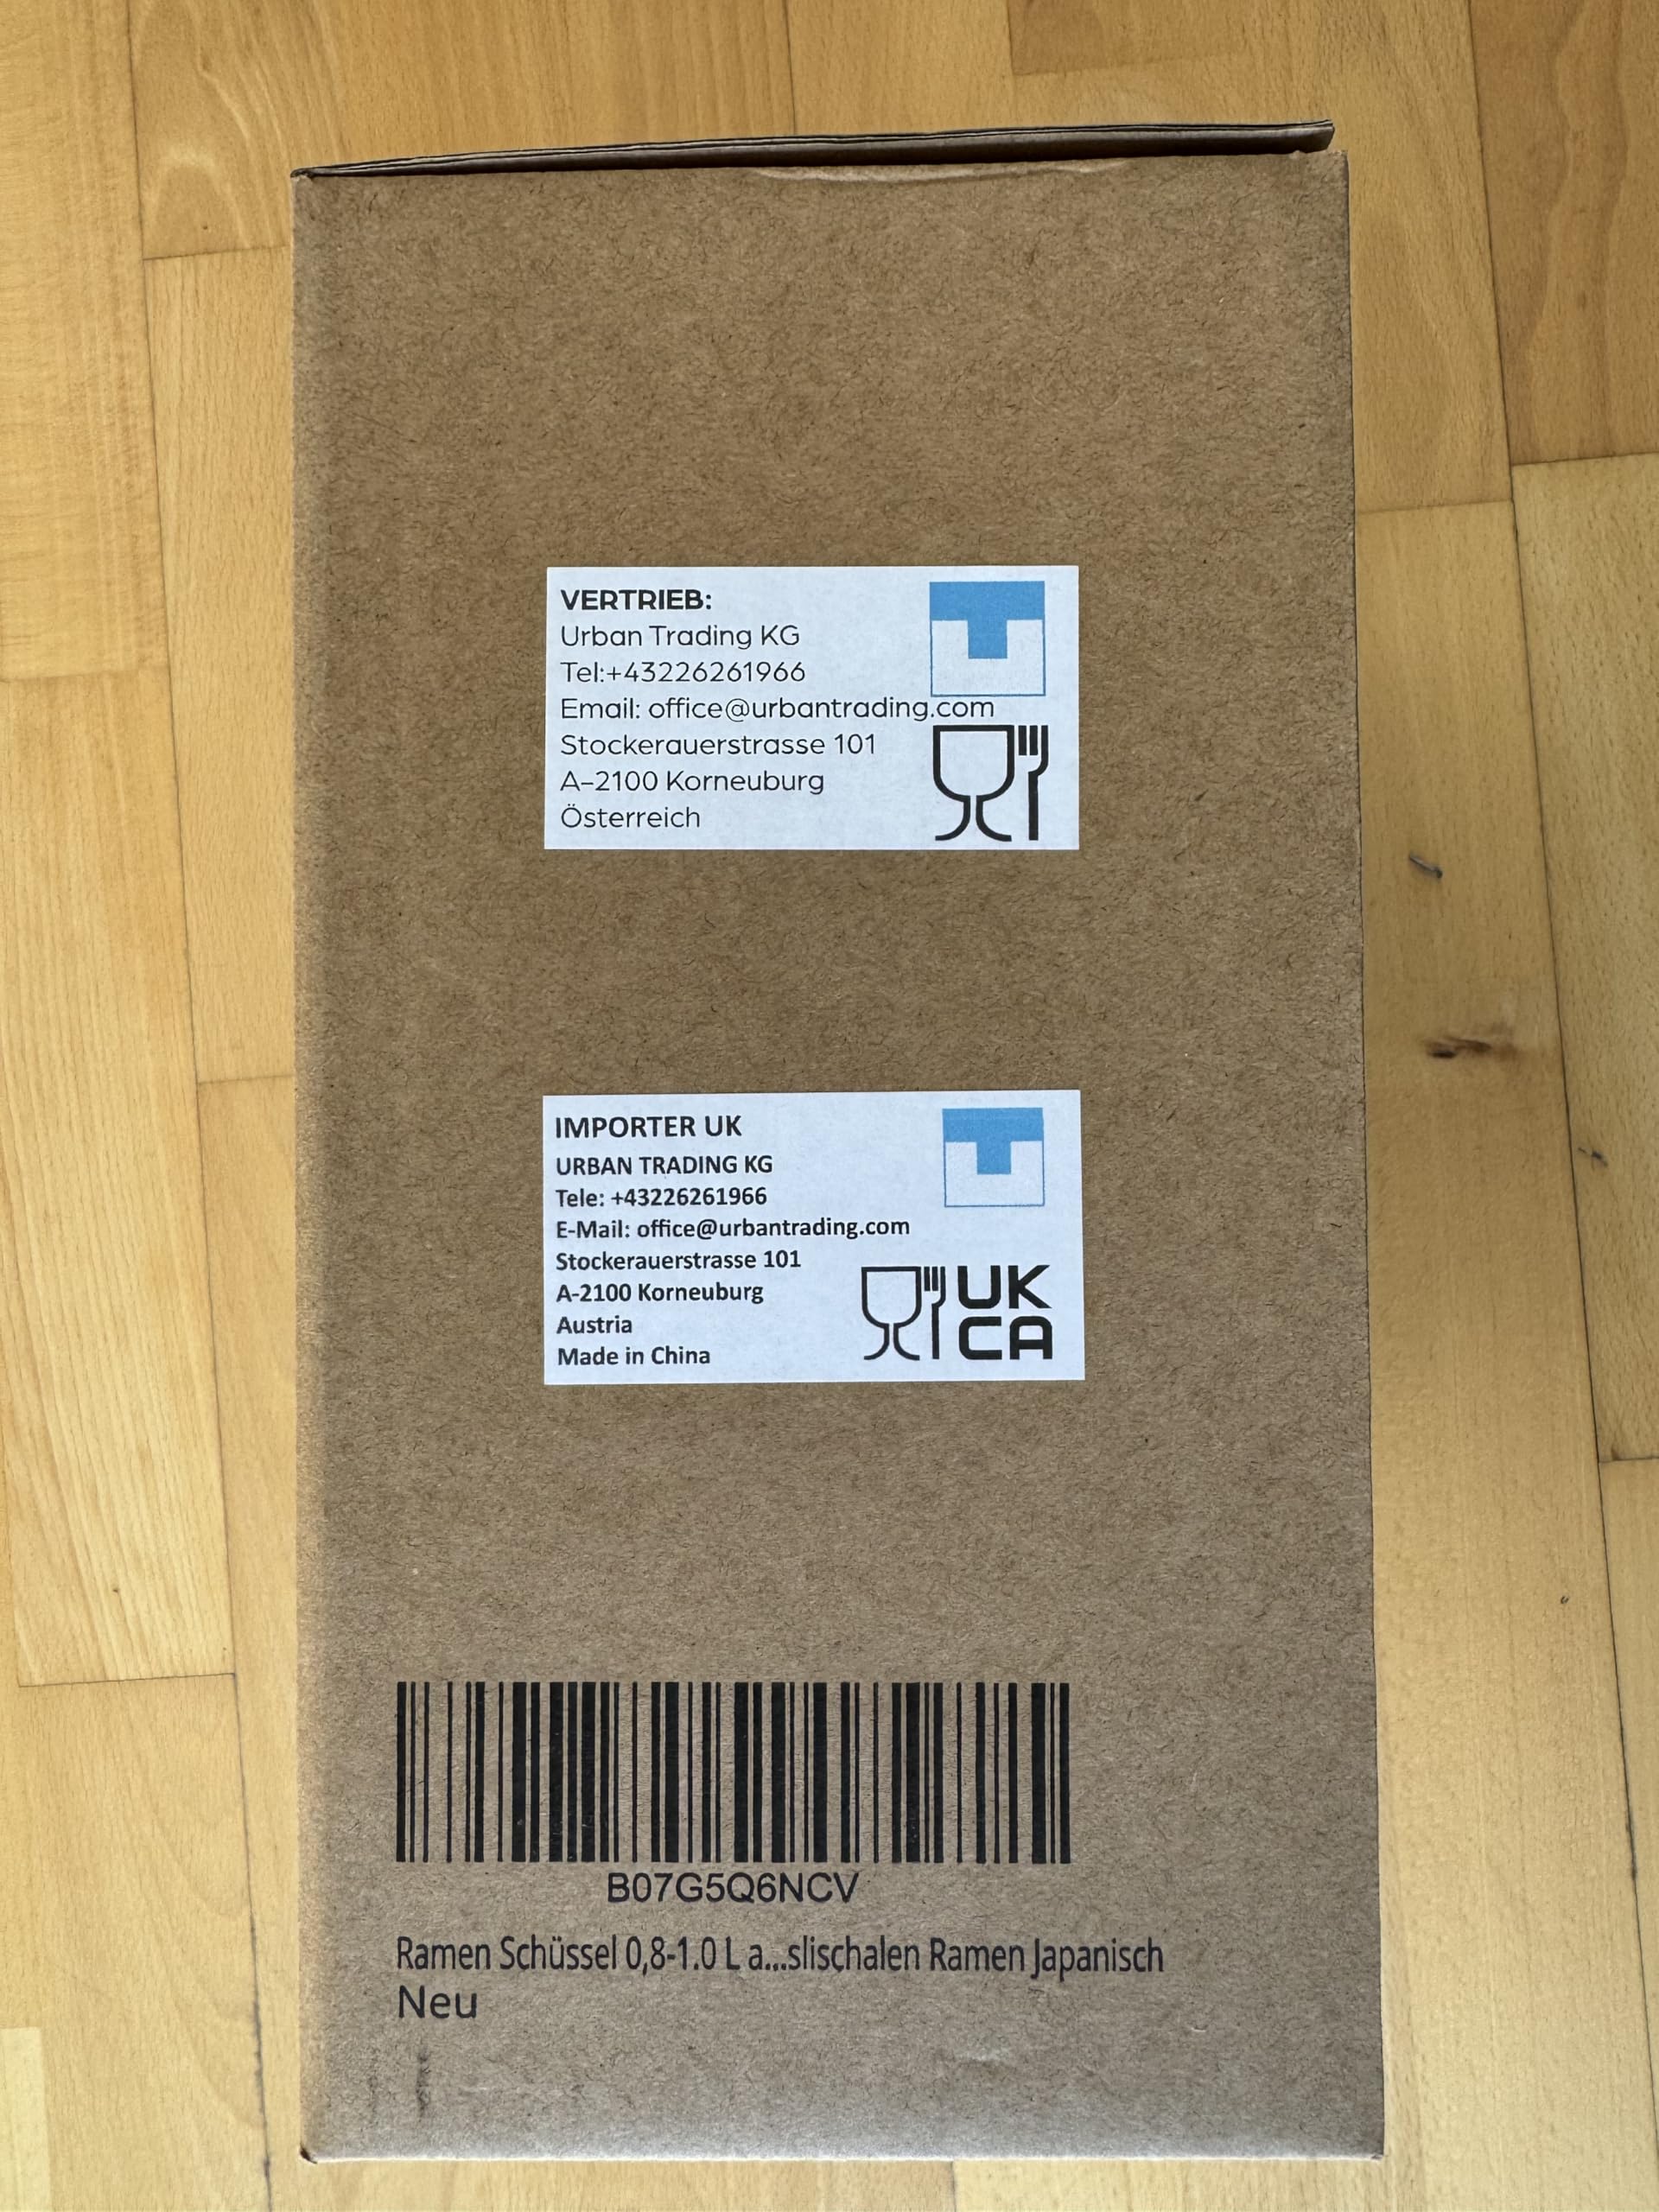 VERTRIEB:
Urban Trading KG
Tel:+43226261966
Email: office@urbantrading.com
Stockerauerstrasse 101
A-2100 Korneuburg
Österreich
IMPORTER UK
URBAN TRADING KG
Tele: +43226261966
E-Mail: office@urbantrading.com
Stockerauerstrasse 101
A-2100 Korneuburg
Austria
Made in China
UK
CA
B07G5Q6NCV
Ramen Schüssel 0,8-1.0 L a...slischalen Ramen Japanisch
Neu